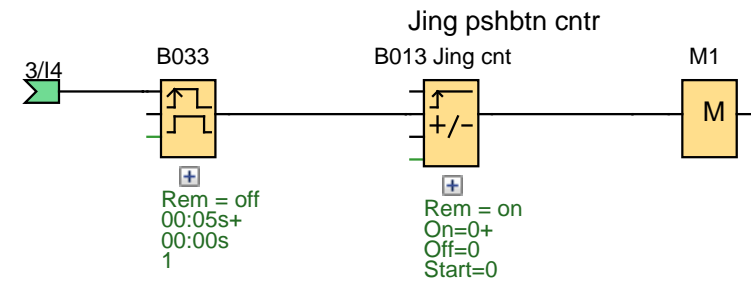 Jing pshbtn cntr
B033
B013 Jing cnt
M1
3/I4
+/-
M
Rem = off
00:05s+
00:00s
1
Rem = on
On=0+
Off=0
Start=0